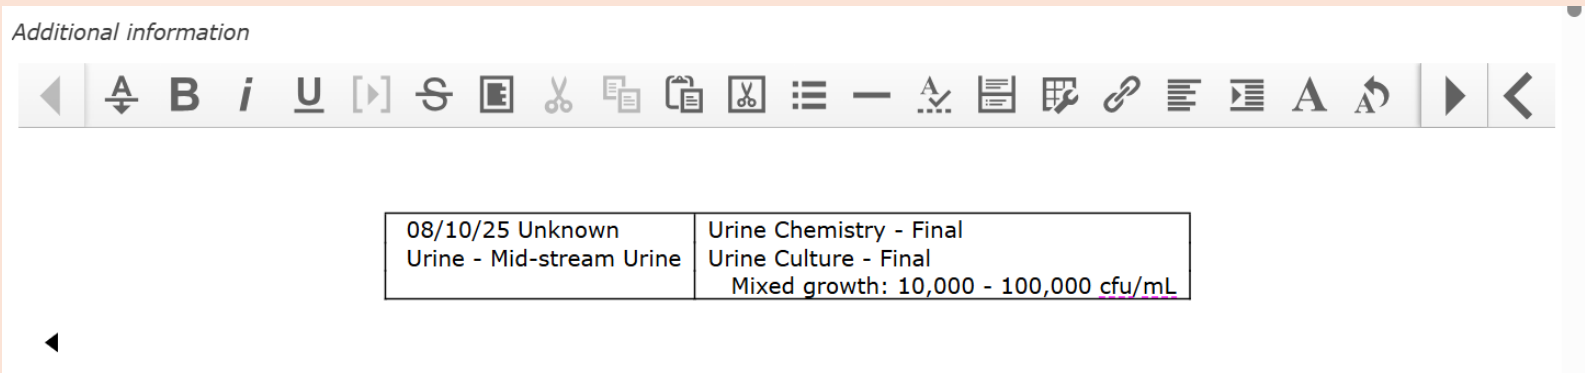 Additional information
08/10/25 Unknown
Urine - Mid-stream Urine
Urine Chemistry - Final
Urine Culture - Final
Mixed growth: 10,000 - 100,000 cfu/mL